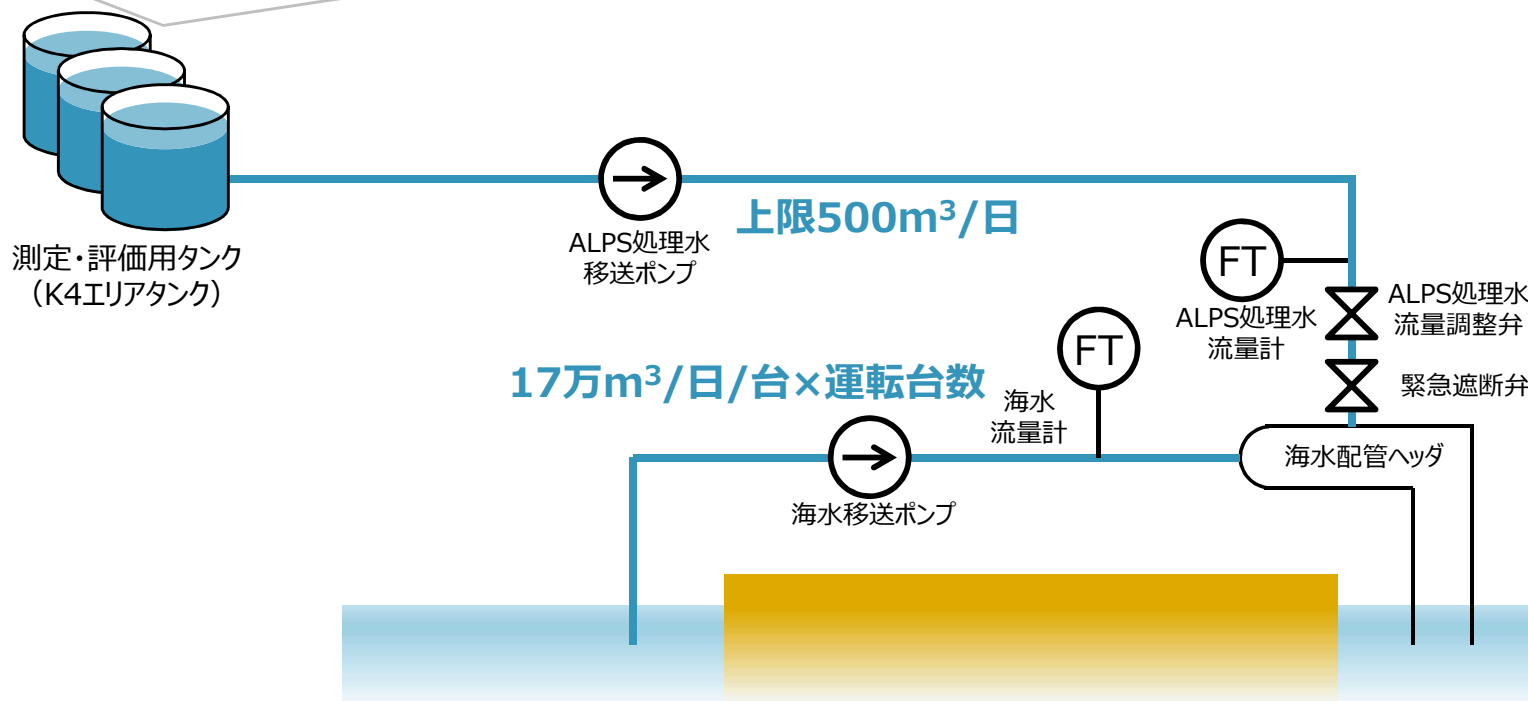 測定・評価用タンク
(K4エリアタンク)
ALPS処理水
移送ポンプ
上限500m³/日
FT
ALPS処理水
流量計
ALPS処理水
流量調整弁
緊急遮断弁
17万m³/日/台×運転台数
FT
海水
流量計
海水配管ヘッダ
海水移送ポンプ